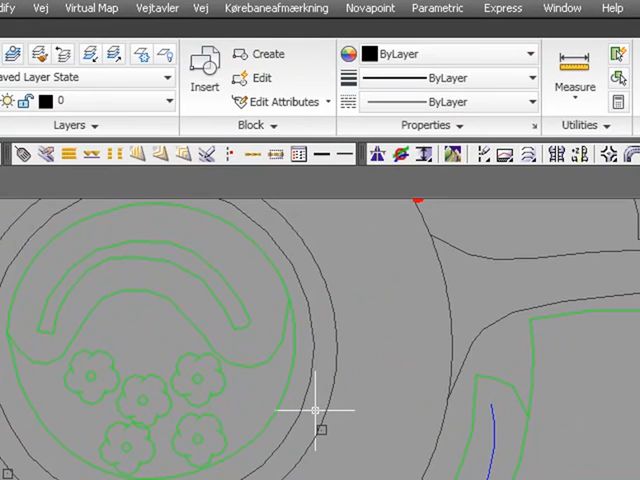 dify Virtual Map Vejtavler Vej Kørebaneafmærkning Novapoint Parametric Express Window Help
Create ByLayer
Insert Edit ByLayer Measure
aved Layer State
0 Edit Attributes ByLayer
Layers Block Properties Utilities